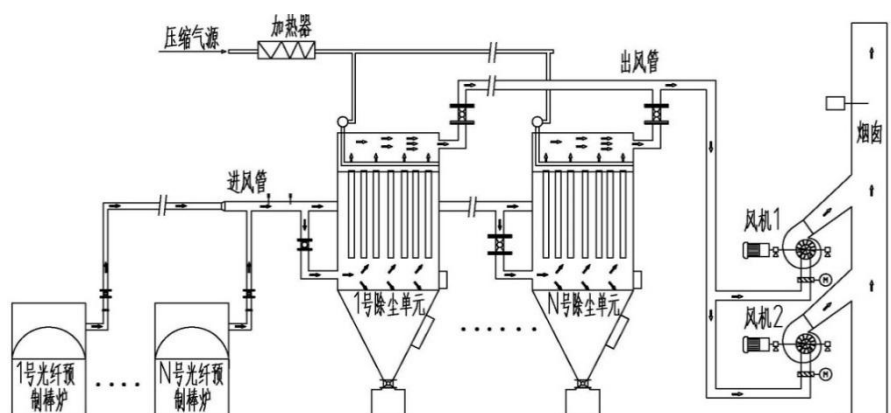 加热器
压缩气源
出风管
烟囱
进风管
风机1
1号除尘单元
N号除尘单元
风机2
M
M
1号光纤预
制棒炉
N号光纤预
制棒炉